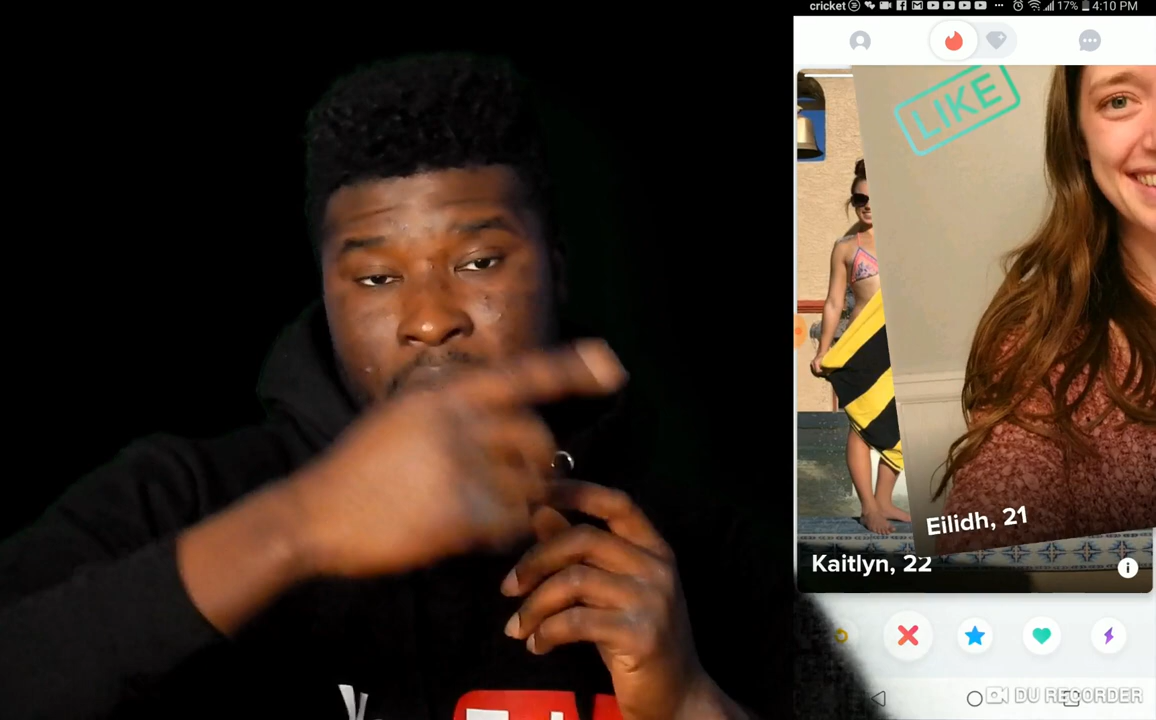 cricket
17% 4:10 PM
LIKE
Eilidh, 21
Kaitlyn, 22
DU RECORDER